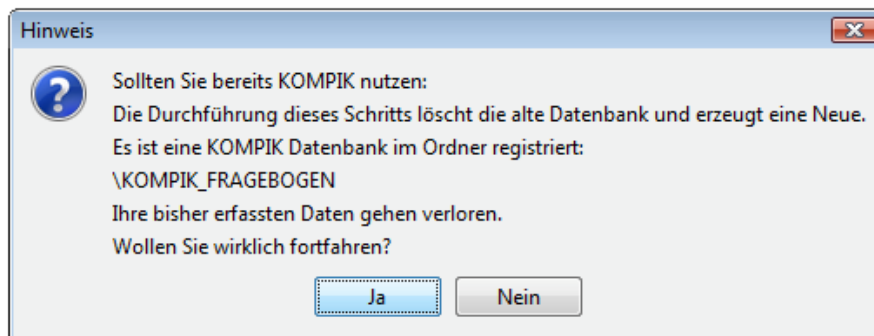 Hinweis
Sollten Sie bereits KOMPIK nutzen:
Die Durchführung dieses Schritts löscht die alte Datenbank und erzeugt eine Neue.
Es ist eine KOMPIK Datenbank im Ordner registriert:
\KOMPIK_FRAGEBOGEN
Ihre bisher erfassten Daten gehen verloren.
Wollen Sie wirklich fortfahren?
Ja Nein